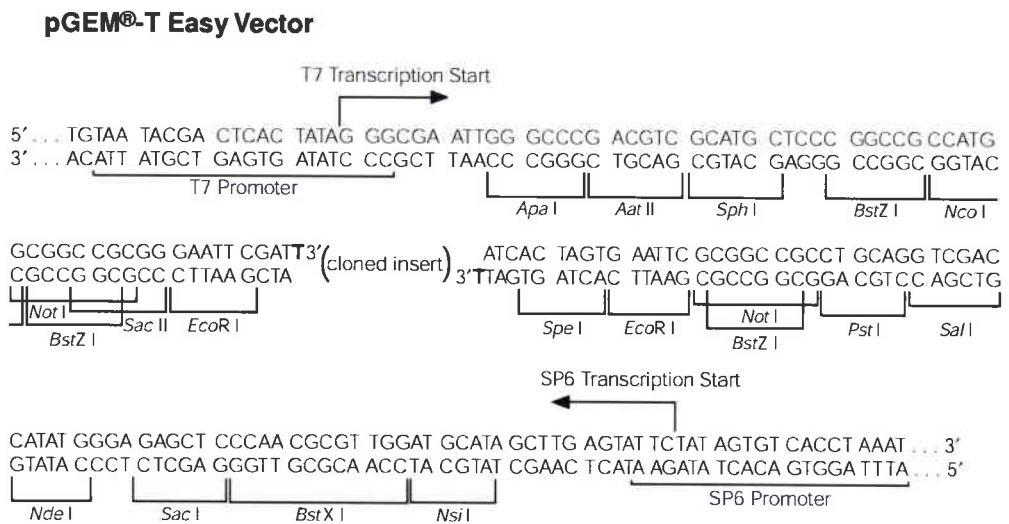 pGEM®-T Easy Vector
T7 Transcription Start
5′ ... TGTAA TACGA CTCAC TATAG GGCGA ATTGG GCCCG ACGTC GCATG CTCCC GGCCG CCATG
3′ ... ACATT ATGCT GAGTG ATATC CCGCT TAACC CGGGC TGCAG CGTAC GAGGG CCGGC GGTAC
T7 Promoter
Apa I Aat II Sph I BstZ I Nco I
GCGGC CGCGG GAATT CGATT3′ (cloned insert) ATCAC TAGTG AATTC GCGGC CGCCT GCAGG TCGAC
CGCCG GCGCC CTTAA GCTA 3′TTAGTG ATCAC TTAAG CGCCG GCGGA CGTCC AGCTG
Not I Sac II EcoR I Spe I EcoR I Not I Pst I Sal I
BstZ I BstZ I
SP6 Transcription Start
CATAT GGGA GAGCT CCCAA CGCGT TGGAT GCATA GCTTG AGTAT TCTAT AGTGT CACCT AAAT ... 3′
GTATA CCCT CTCGAG GGTT GCGCA ACCTA CGTAT CGAAC TCATA AGATA TCACA GTGGA TTTA ... 5′
Nde I Sac I BstX I Nsi I SP6 Promoter